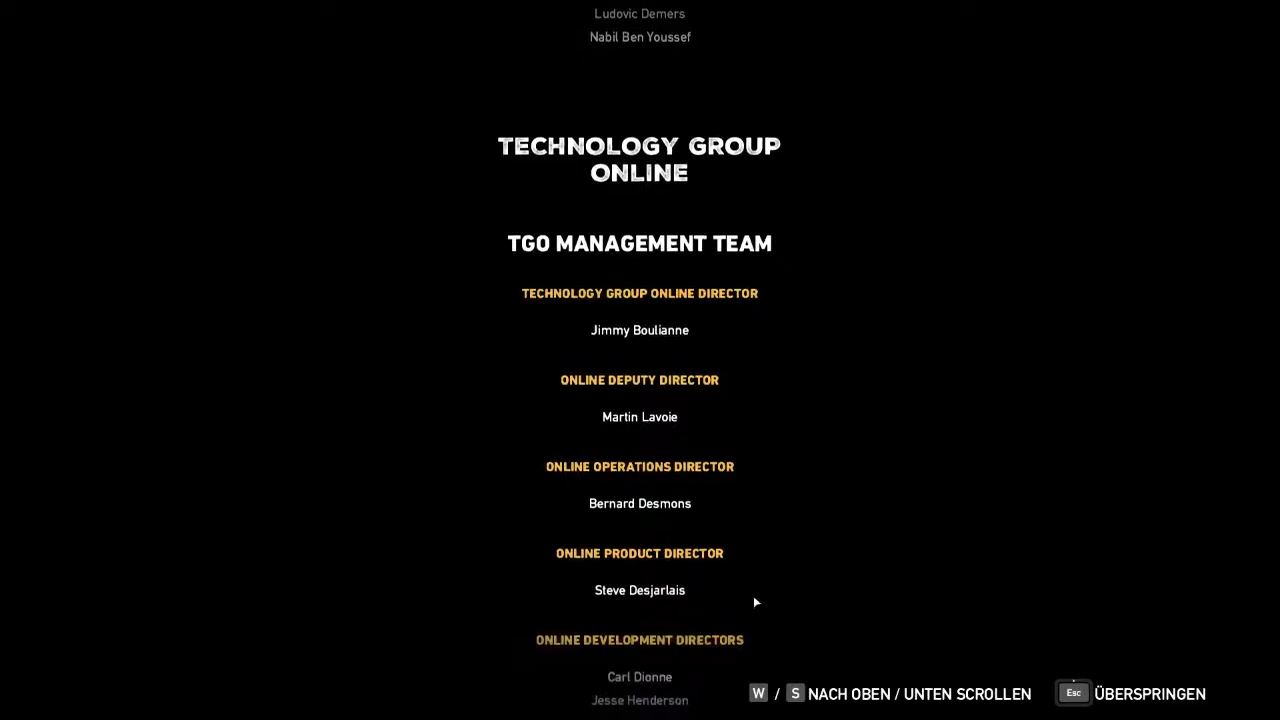 Ludovic Demers
Nabil Ben Youssef
TECHNOLOGY GROUP
ONLINE
TGO MANAGEMENT TEAM
TECHNOLOGY GROUP ONLINE DIRECTOR
Jimmy Boulianne
ONLINE DEPUTY DIRECTOR
Martin Lavoie
ONLINE OPERATIONS DIRECTOR
Bernard Desmons
ONLINE PRODUCT DIRECTOR
Steve Desjarlais
ONLINE DEVELOPMENT DIRECTORS
Carl Dionne
Jesse Henderson
W / S NACH OBEN / UNTEN SCROLLEN Esc ÜBERSPRINGEN